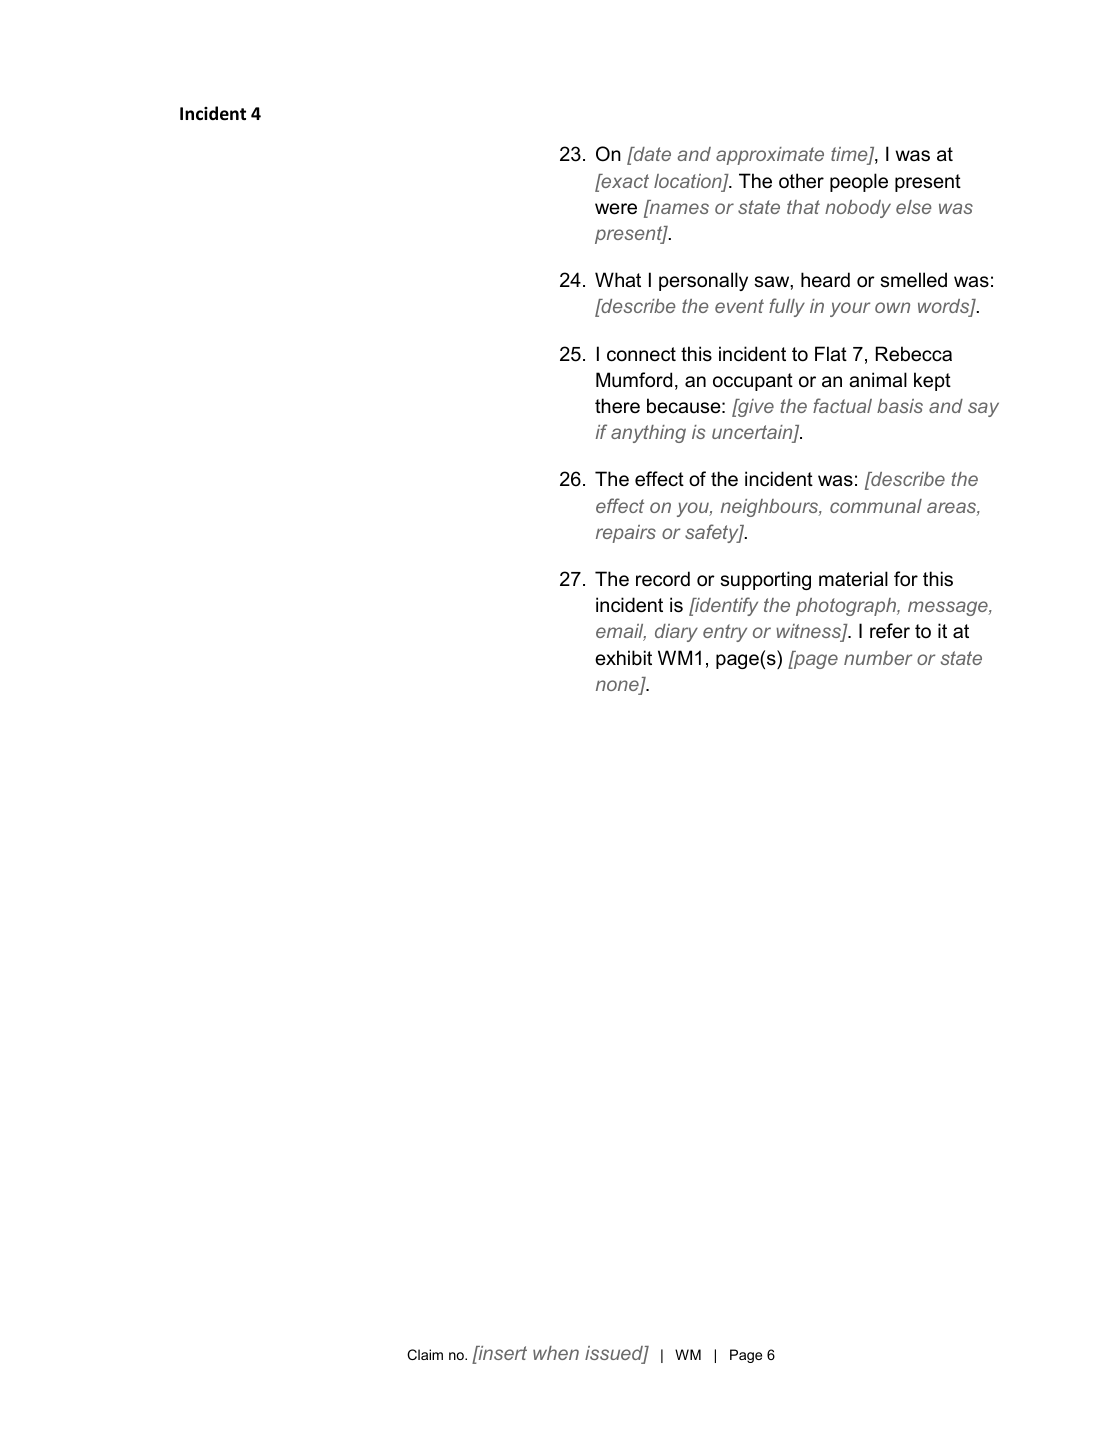 Incident 4
23. On [date and approximate time], I was at
[exact location]. The other people present
were [names or state that nobody else was
present].
24. What I personally saw, heard or smelled was:
[describe the event fully in your own words].
25. I connect this incident to Flat 7, Rebecca
Mumford, an occupant or an animal kept
there because: [give the factual basis and say
if anything is uncertain].
26. The effect of the incident was: [describe the
effect on you, neighbours, communal areas,
repairs or safety].
27. The record or supporting material for this
incident is [identify the photograph, message,
email, diary entry or witness]. I refer to it at
exhibit WM1, page(s) [page number or state
none].
Claim no. [insert when issued] | WM | Page 6